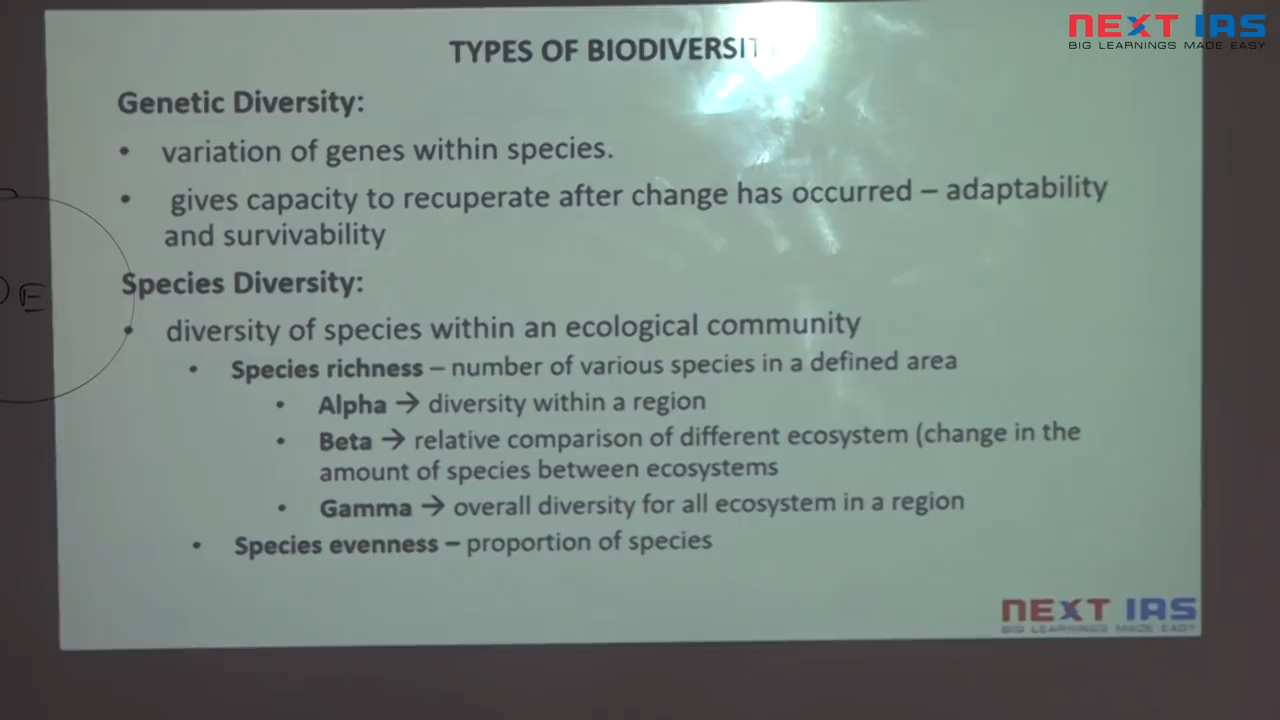 NEXT IAS
BIG LEARNINGS MADE EASY
TYPES OF BIODIVERSIT
Genetic Diversity:
• variation of genes within species.
• gives capacity to recuperate after change has occurred – adaptability
and survivability
Species Diversity:
E
• diversity of species within an ecological community
• Species richness – number of various species in a defined area
• Alpha → diversity within a region
• Beta → relative comparison of different ecosystem (change in the
amount of species between ecosystems
• Gamma → overall diversity for all ecosystem in a region
• Species evenness – proportion of species
NEXT IAS
BIG LEARNINGS MADE EASY